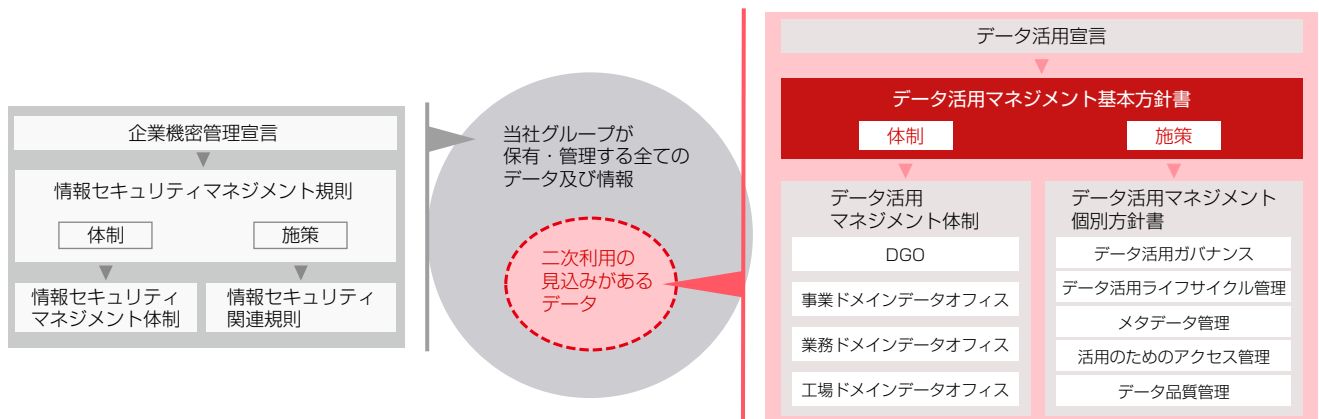 企業機密管理宣言
情報セキュリティマネジメント規則
体制
施策
情報セキュリティ
マネジメント体制
情報セキュリティ
関連規則
当社グループが
保有・管理する全ての
データ及び情報
二次利用の
見込みがある
データ
データ活用宣言
データ活用マネジメント基本方針書
体制
施策
データ活用
マネジメント体制
DGO
事業ドメインデータオフィス
業務ドメインデータオフィス
工場ドメインデータオフィス
データ活用マネジメント
個別方針書
データ活用ガバナンス
データ活用ライフサイクル管理
メタデータ管理
活用のためのアクセス管理
データ品質管理